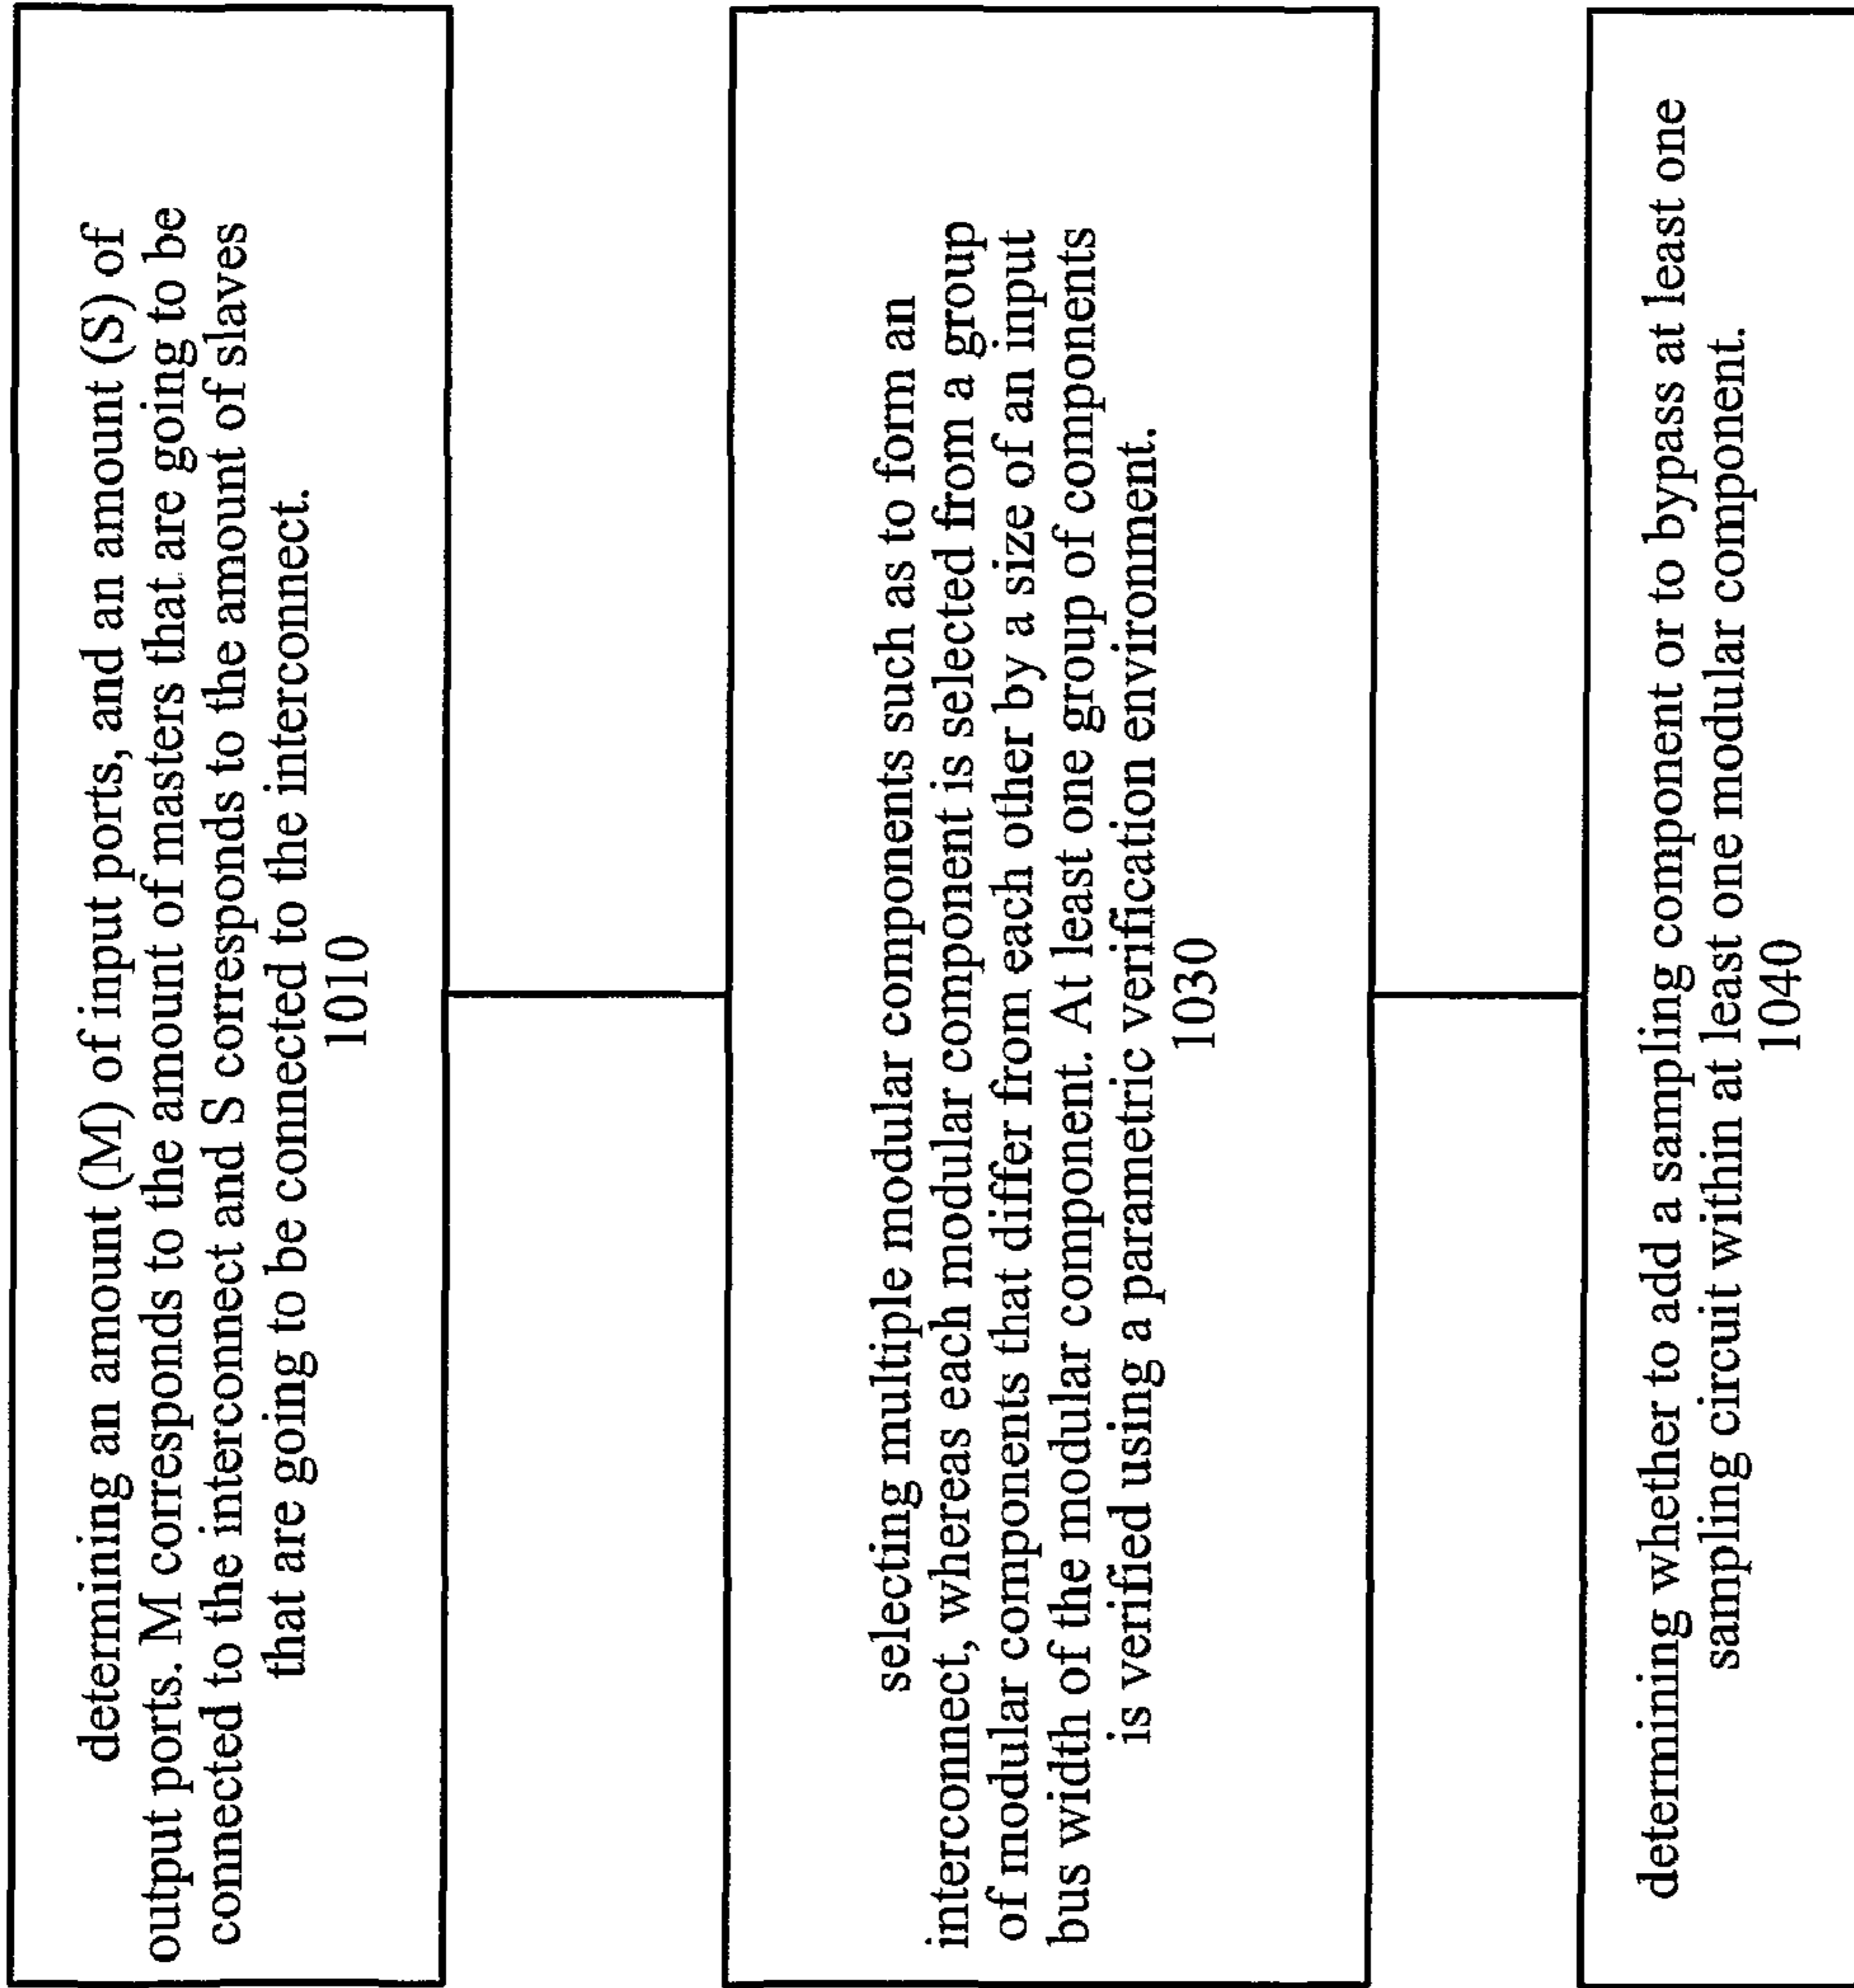 determining an amount (M) of input ports, and an amount (S) of
output ports. M corresponds to the amount of masters that are going to be
connected to the interconnect and S corresponds to the amount of slaves
that are going to be connected to the interconnect.
1010
selecting multiple modular components such as to form an
interconnect, whereas each modular component is selected from a group
of modular components that differ from each other by a size of an input
bus width of the modular component. At least one group of components
is verified using a parametric verification environment.
1030
determining whether to add a sampling component or to bypass at least one
sampling circuit within at least one modular component.
1040